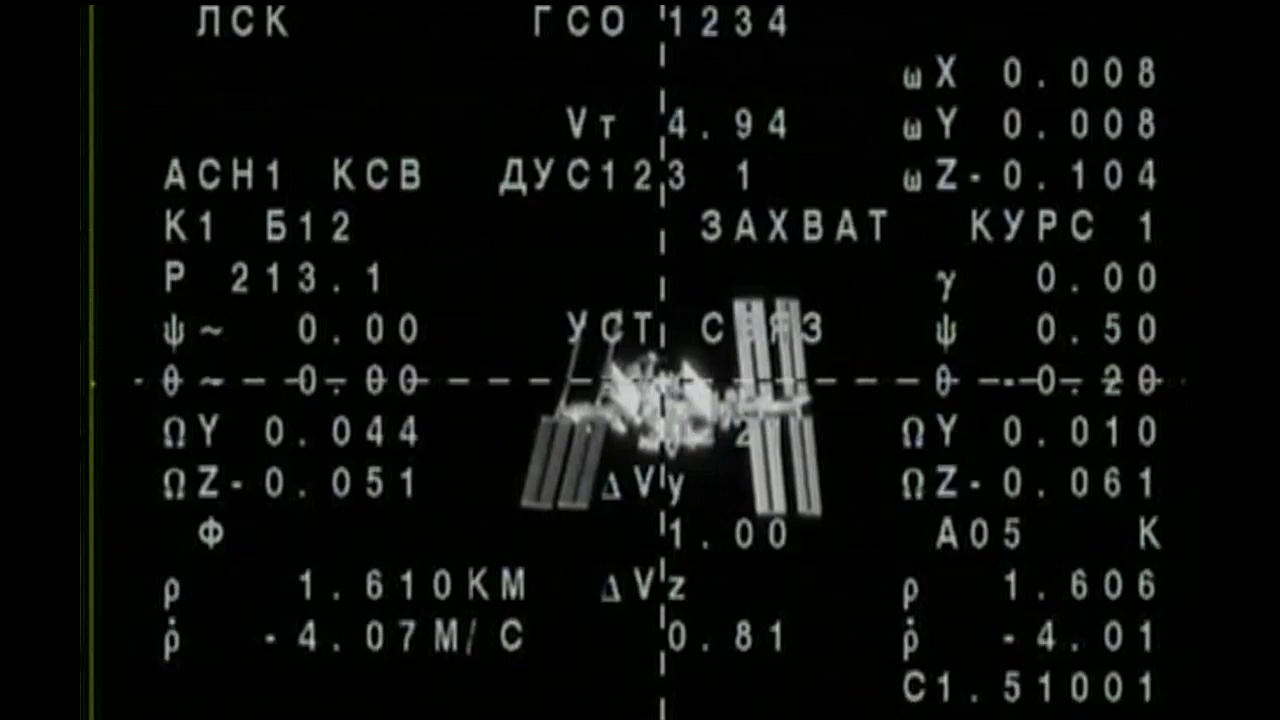 ЛСК ГСО 1234
ωX 0.008
Vт 4.94 ωY 0.008
АСН1 КСВ ДУС123 1 ωZ-0.104
К1 Б12 ЗАХВАТ КУРС 1
Р 213.1 γ 0.00
ψ~ 0.00 УСТ ψ 0.50
θ~ 0.00 θ -0.20
ΩY 0.044 ΩY 0.010
ΩZ-0.051 ΔVy ΩZ-0.061
Ф 1.00 А05 К
ρ 1.610КМ ΔVz ρ 1.606
ρ̇ -4.07М/С 0.81 ρ̇ -4.01
С1.51001